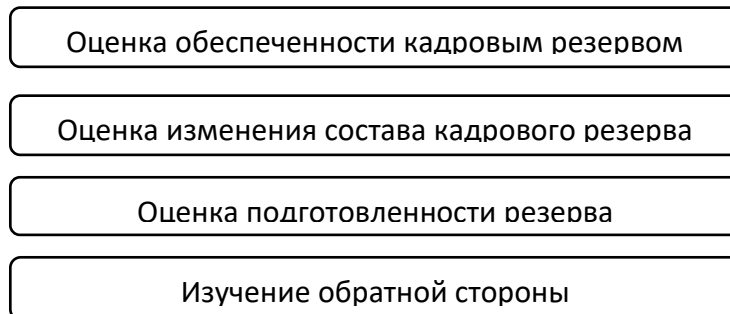 Оценка обеспеченности кадровым резервом
Оценка изменения состава кадрового резерва
Оценка подготовленности резерва
Изучение обратной стороны